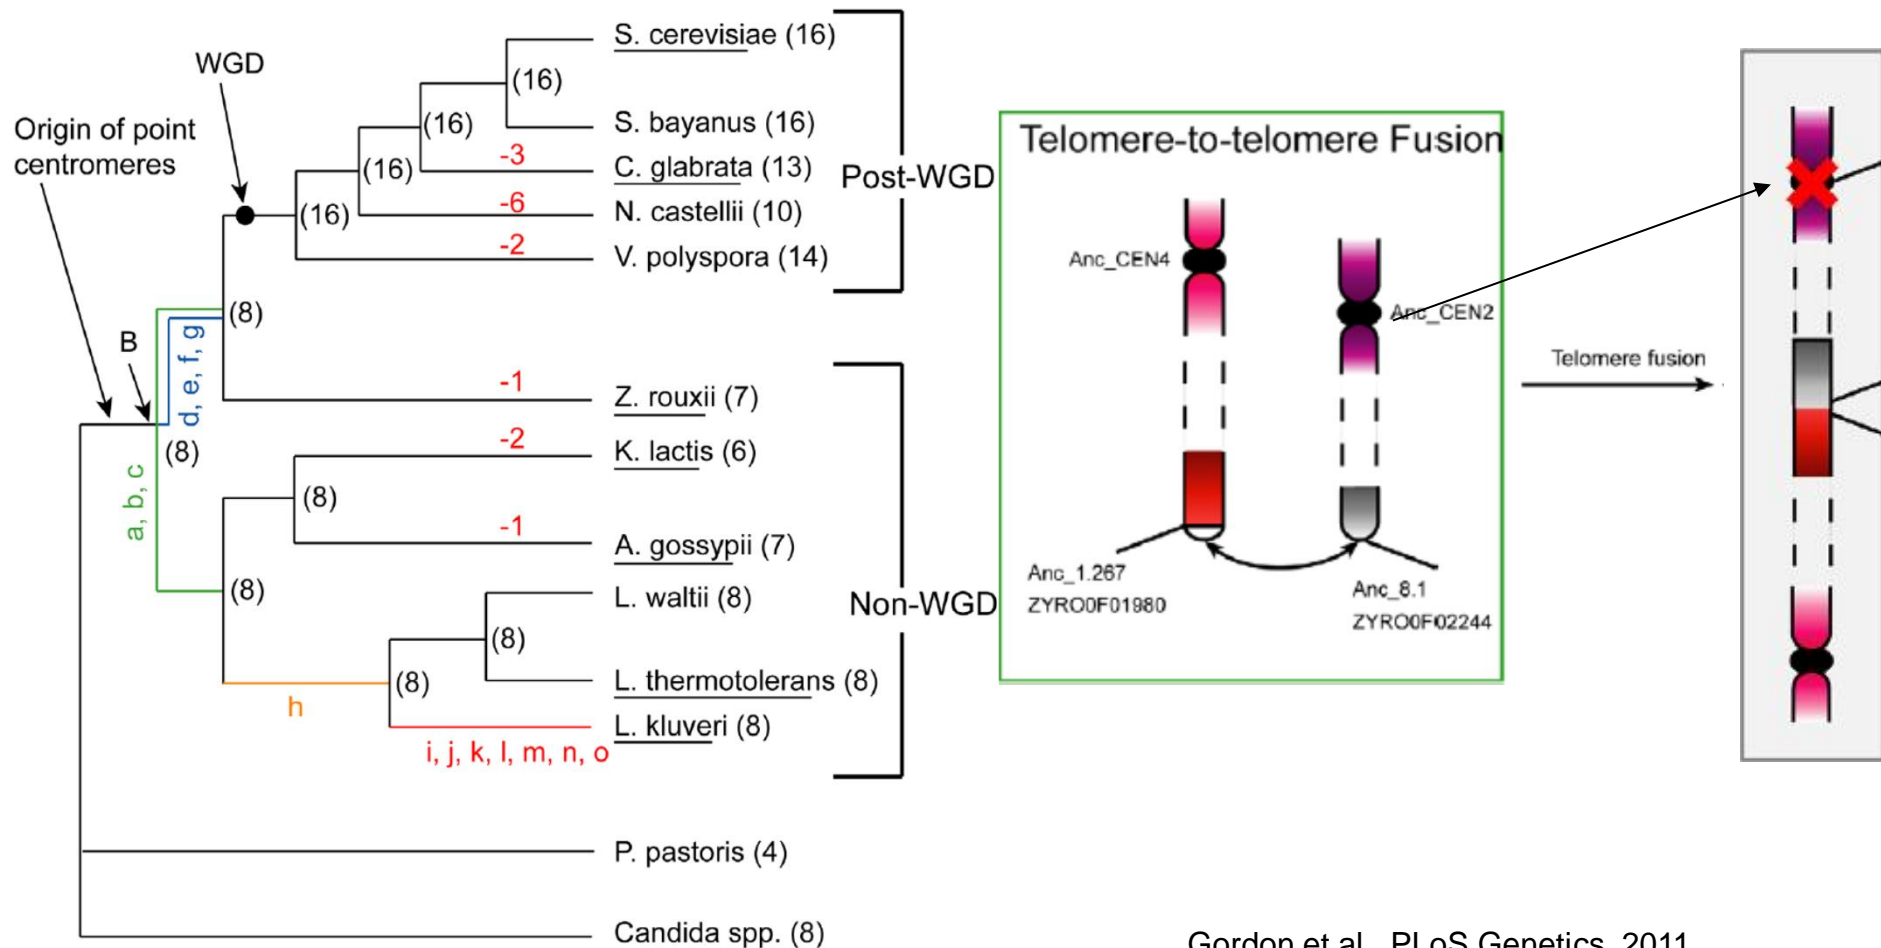 WGD
Origin of point
centromeres
B
(8)
a, b, c
d, e, f, g
(8)
(16)
(16)
(16)
(16)
-3
-6
-2
-1
(8)
(8)
-2
-1
h
(8)
(8)
i, j, k, l, m, n, o
S. cerevisiae (16)
S. bayanus (16)
C. glabrata (13)
N. castellii (10)
V. polyspora (14)
Z. rouxii (7)
K. lactis (6)
A. gossypii (7)
L. waltii (8)
L. thermotolerans (8)
L. kluveri (8)
P. pastoris (4)
Candida spp. (8)
Post-WGD
Non-WGD
Telomere-to-telomere Fusion
Anc_CEN4
Anc_CEN2
Anc_1.267
ZYRO0F01980
Anc_8.1
ZYRO0F02244
Telomere fusion
Gordon et al., PLoS Genetics, 2011